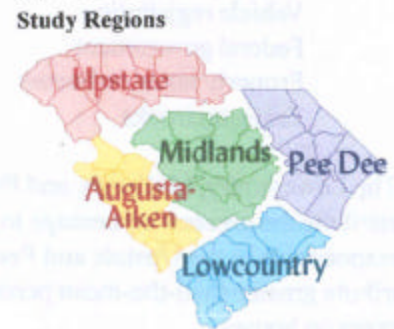 Study Regions
Upstate
Midlands
Pee Dee
Augusta-
Aiken
Lowcountry